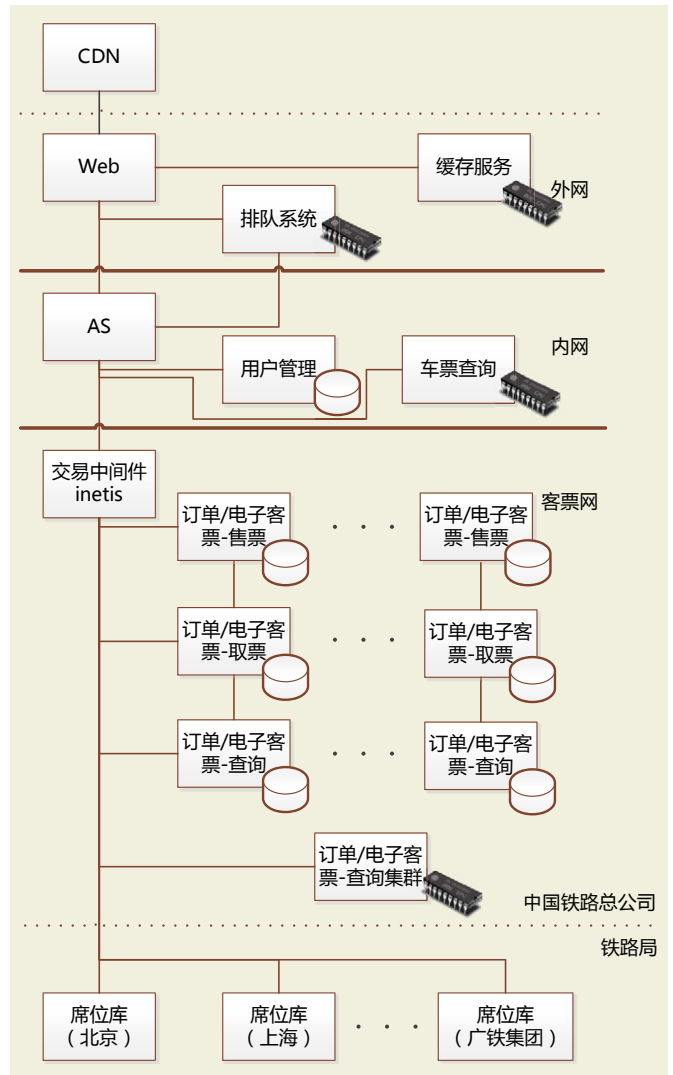 CDN
Web
缓存服务
外网
排队系统
AS
内网
用户管理
车票查询
交易中间件
inetis
客票网
订单/电子客
票-售票
订单/电子客
票-售票
订单/电子客
票-取票
订单/电子客
票-取票
订单/电子客
票-查询
订单/电子客
票-查询
订单/电子客
票-查询集群
中国铁路总公司
铁路局
席位库
（北京）
席位库
（上海）
席位库
（广铁集团）